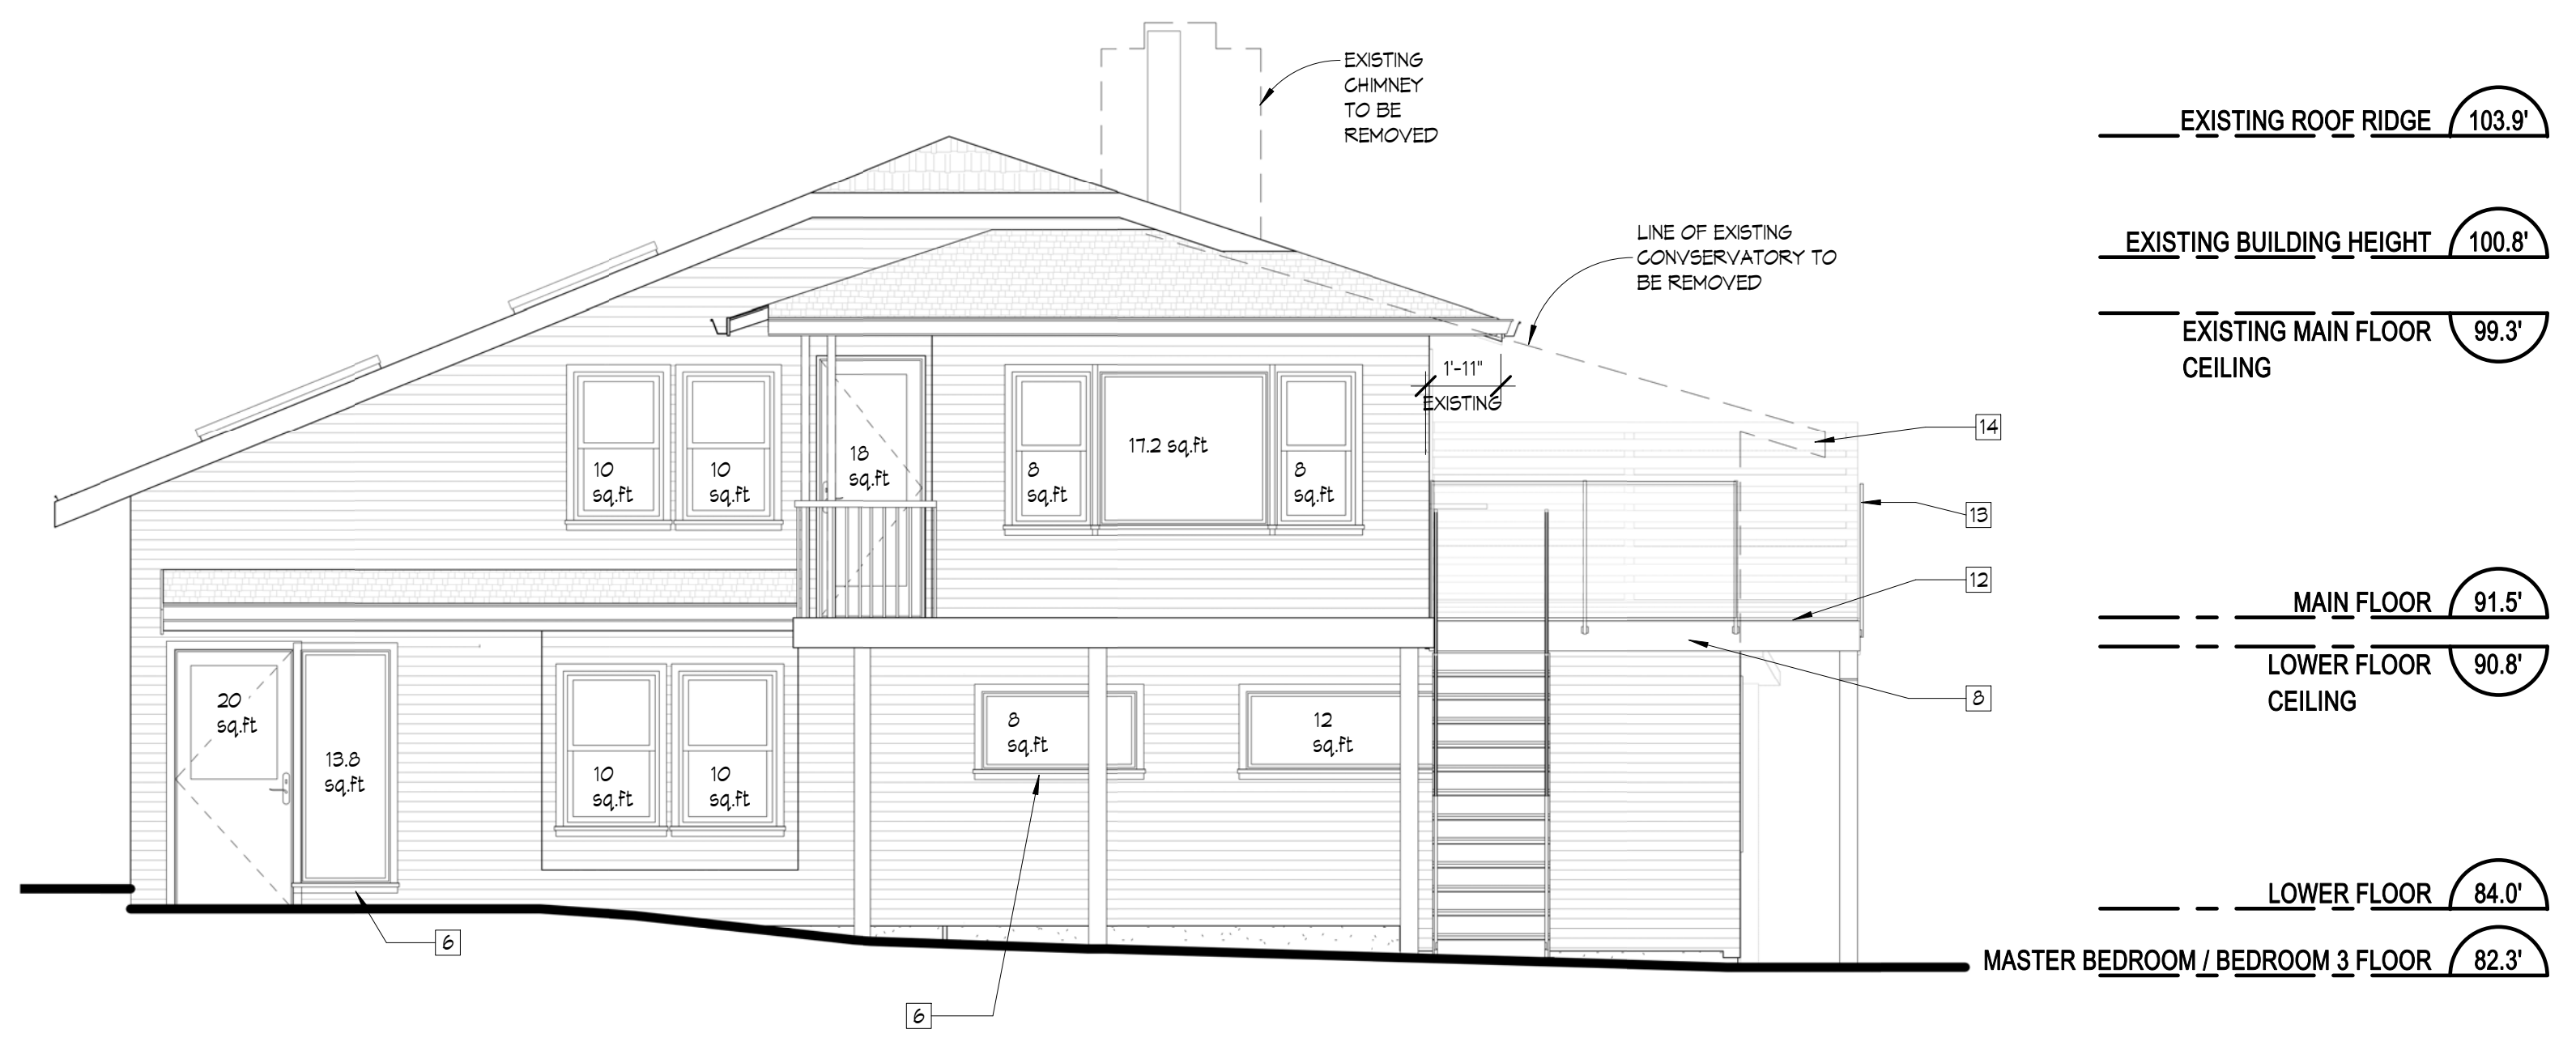 EXISTING
CHIMNEY
TO BE
REMOVED
EXISTING ROOF RIDGE 103.9'
LINE OF EXISTING
CONVSERVATORY TO
BE REMOVED
EXISTING BUILDING HEIGHT 100.8'
EXISTING MAIN FLOOR 99.3'
CEILING
1'-11"
EXISTING
14
17.2 sq.ft
18
sq.ft
10
sq.ft
10
sq.ft
8
sq.ft
8
sq.ft
13
12
MAIN FLOOR 91.5'
LOWER FLOOR 90.8'
CEILING
8
20
sq.ft
13.8
sq.ft
10
sq.ft
10
sq.ft
8
sq.ft
12
sq.ft
LOWER FLOOR 84.0'
6
MASTER BEDROOM / BEDROOM 3 FLOOR 82.3'
6